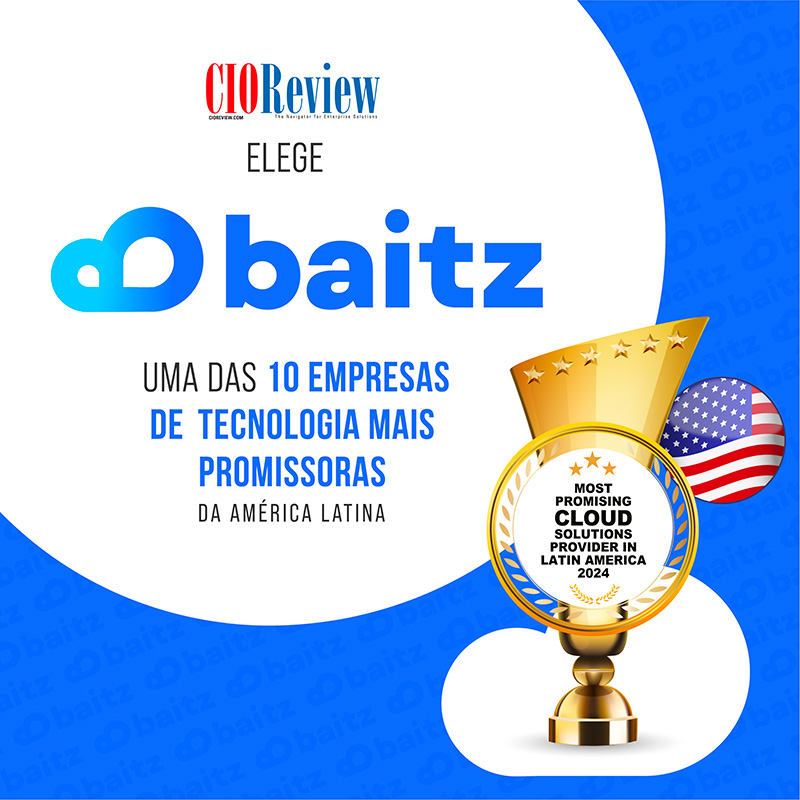 CIOReview
CIOREVIEW.COM The Navigator for Enterprise Solutions
ELEGE
baitz
UMA DAS 10 EMPRESAS
DE TECNOLOGIA MAIS
PROMISSORAS
DA AMÉRICA LATINA
MOST
PROMISING
CLOUD
SOLUTIONS
PROVIDER IN
LATIN AMERICA
2024